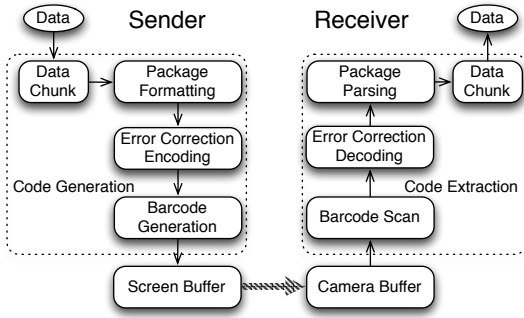 Sender
Data
Data
Chunk
Package
Formatting
Error Correction
Encoding
Code Generation
Barcode
Generation
Screen Buffer
Receiver
Data
Package
Parsing
Data
Chunk
Error Correction
Decoding
Code Extraction
Barcode Scan
Camera Buffer